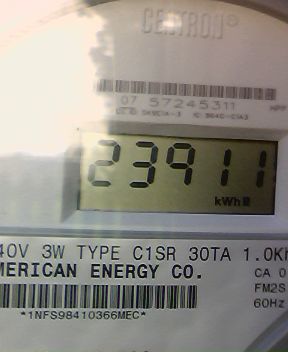 CENTRON®
07 57245311
23911
kWh
40V 3W TYPE C1SR 30TA 1.0Kh
MERICAN ENERGY CO.
CA 0
FM2S
60Hz
*1NFS98410366MEC*